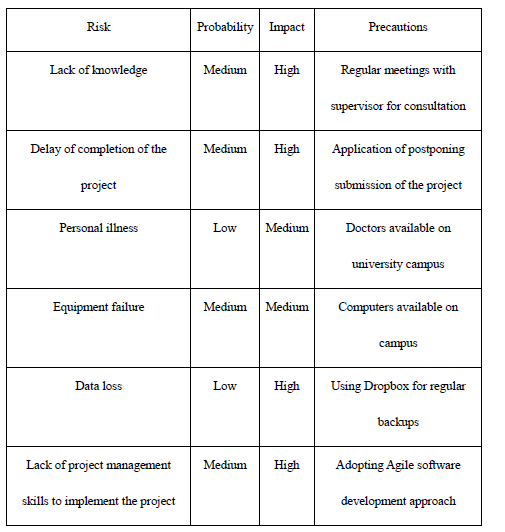 Risk Probability Impact Precautions
Lack of knowledge Medium High Regular meetings with
supervisor for consultation
Delay of completion of the Medium High Application of postponing
project submission of the project
Personal illness Low Medium Doctors available on
university campus
Equipment failure Medium Medium Computers available on
campus
Data loss Low High Using Dropbox for regular
backups
Lack of project management Medium High Adopting Agile software
skills to implement the project development approach